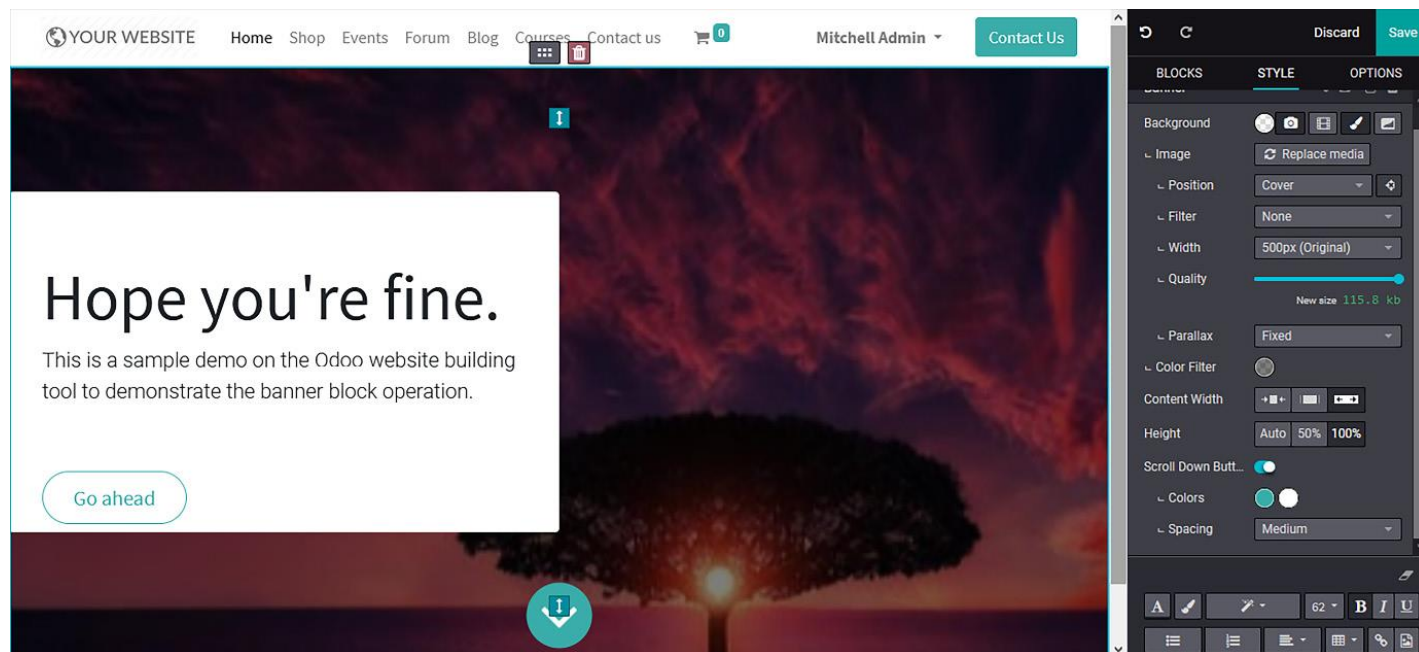 YOUR WEBSITE Home Shop Events Forum Blog Courses Contact us 0 Mitchell Admin Contact Us
Hope you're fine.
This is a sample demo on the Odoo website building
tool to demonstrate the banner block operation.
Go ahead
Discard Save
BLOCKS STYLE OPTIONS
Banner
Background
Image Replace media
Position Cover
Filter None
Width 500px (Original)
Quality
New size 115.8 kb
Parallax Fixed
Color Filter
Content Width
Height Auto 50% 100%
Scroll Down Butt...
Colors
Spacing Medium
A 62 B I U